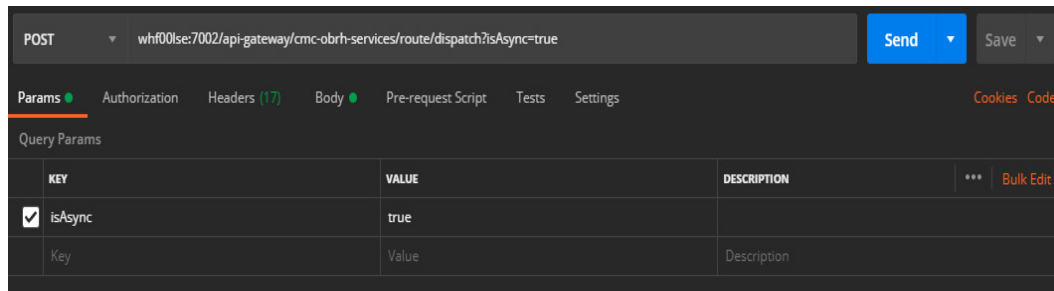 POST whf00lse:7002/api-gateway/cmc-obrh-services/route/dispatch?isAsync=true Send Save
Params Authorization Headers (17) Body Pre-request Script Tests Settings Cookies Code
Query Params
KEY VALUE DESCRIPTION ••• Bulk Edit
isAsync true
Key Value Description